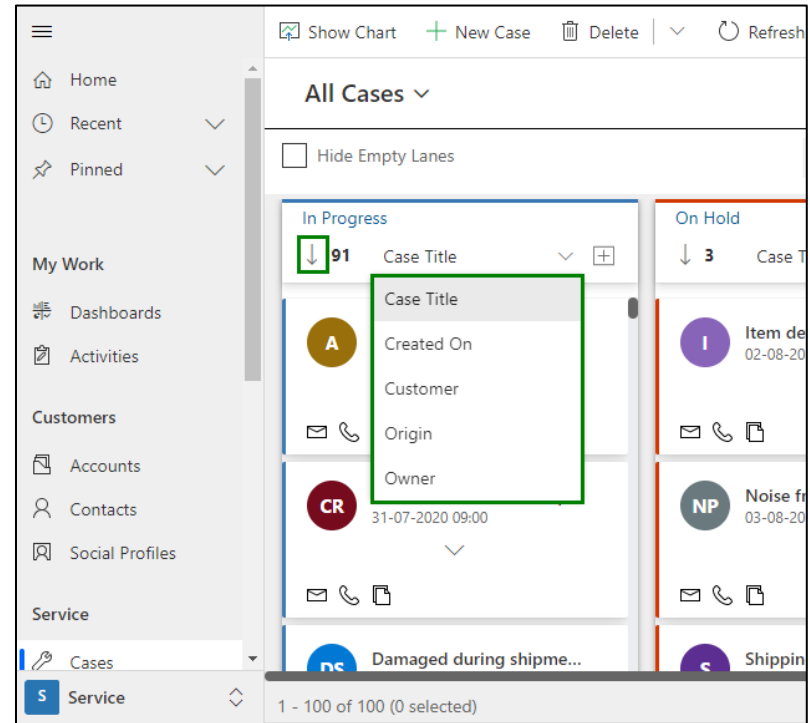 Show Chart New Case Delete Refresh
Home
Recent
Pinned
My Work
Dashboards
Activities
Customers
Accounts
Contacts
Social Profiles
Service
Cases
S Service
All Cases
Hide Empty Lanes
In Progress
91 Case Title
Case Title
Created On
Customer
Origin
Owner
A
CR
31-07-2020 09:00
DS
Damaged during shipme...
On Hold
3 Case T
I
Item de
02-08-20
NP
Noise fr
03-08-20
S
Shippin
1 - 100 of 100 (0 selected)